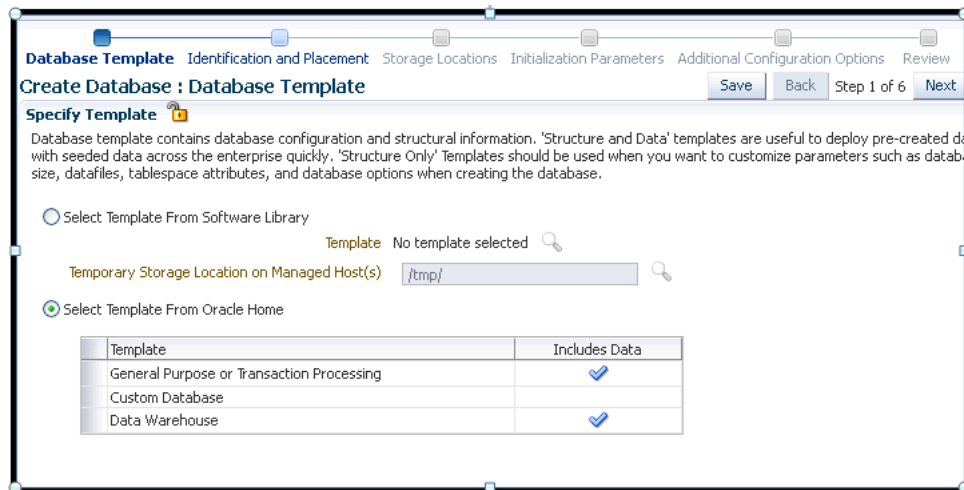 Database Template Identification and Placement Storage Locations Initialization Parameters Additional Configuration Options Review
Create Database : Database Template Save Back Step 1 of 6 Next
Specify Template
Database template contains database configuration and structural information. 'Structure and Data' templates are useful to deploy pre-created da
with seeded data across the enterprise quickly. 'Structure Only' Templates should be used when you want to customize parameters such as datab
size, datafiles, tablespace attributes, and database options when creating the database.
Select Template From Software Library
Template No template selected
Temporary Storage Location on Managed Host(s) /tmp/
Select Template From Oracle Home
Template Includes Data
General Purpose or Transaction Processing
Custom Database
Data Warehouse